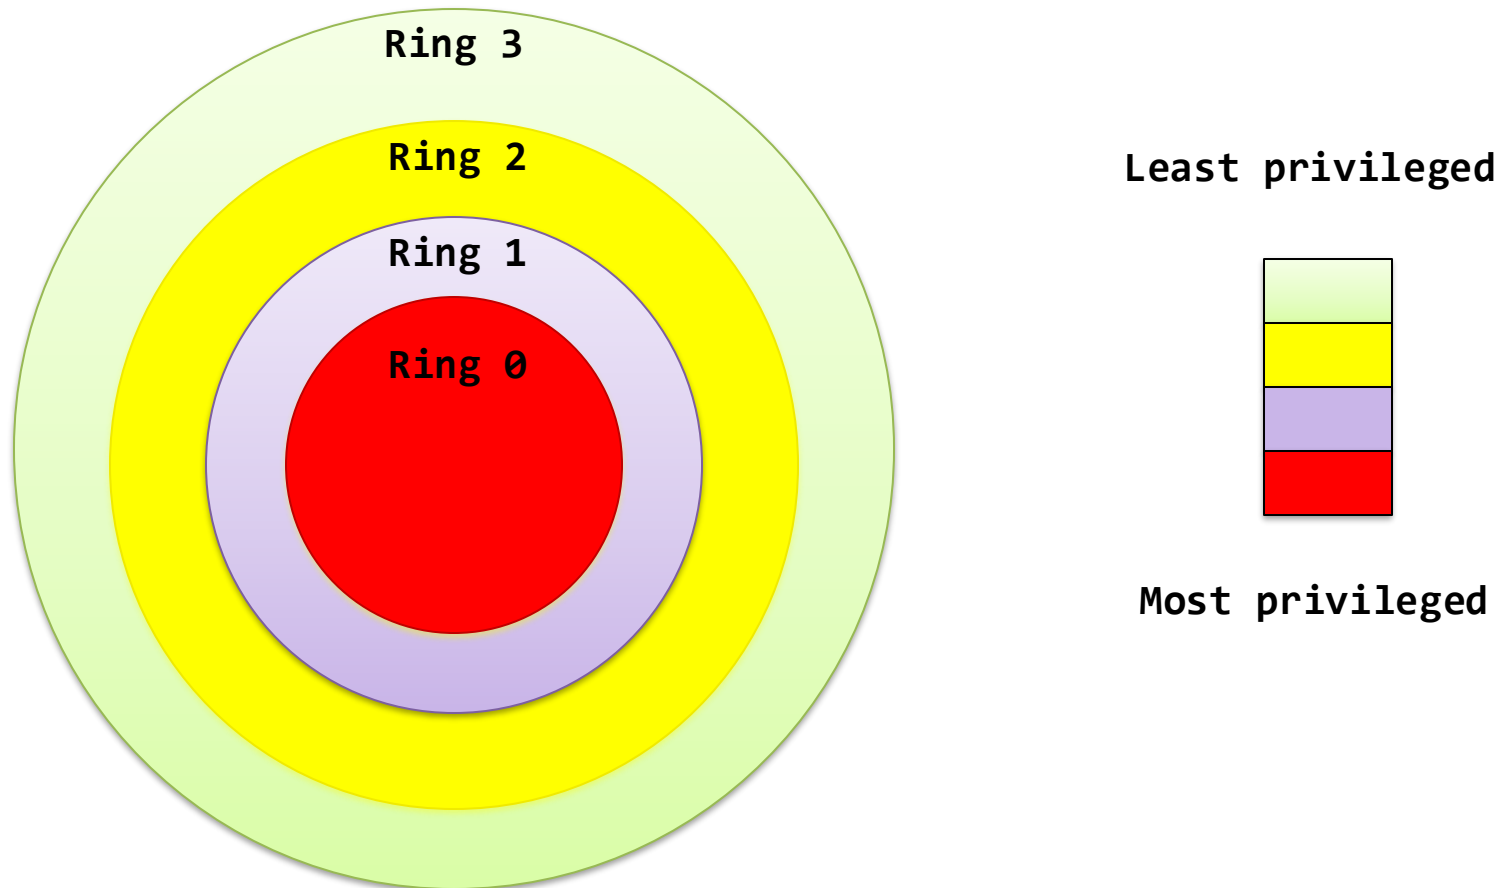 Ring 3
Ring 2
Ring 1
Ring 0
Least privileged
Most privileged